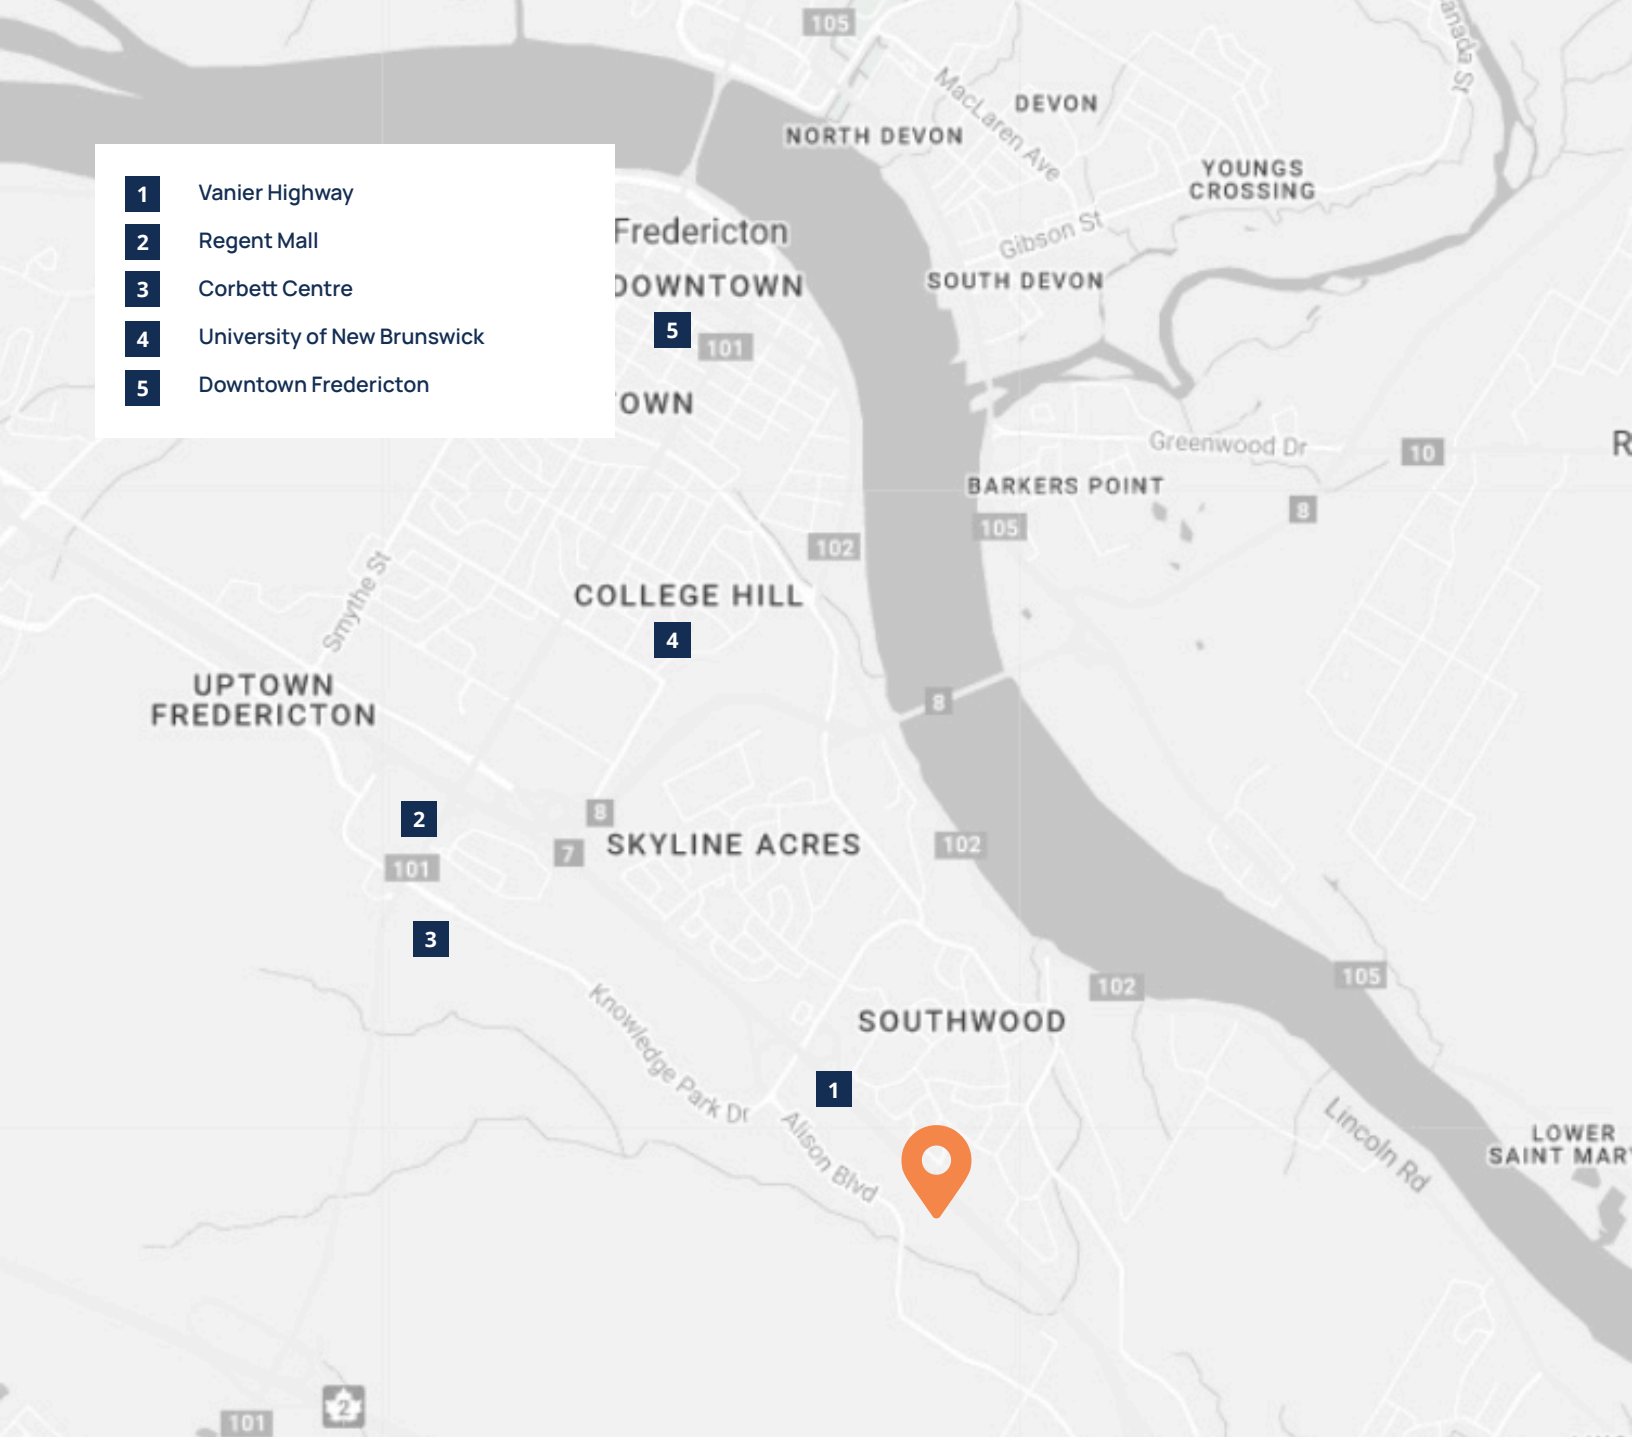 105
MacLaren Ave
DEVON
NORTH DEVON
YOUNGS
CROSSING
1 Vanier Highway
2 Regent Mall
3 Corbett Centre
4 University of New Brunswick
5 Downtown Fredericton
Fredericton
DOWNTOWN
5
101
Gibson St
SOUTH DEVON
Greenwood Dr
10
BARKERS POINT
8
105
102
Smythe St
COLLEGE HILL
4
UPTOWN
FREDERICTON
8
2
8
7
SKYLINE ACRES
102
101
3
105
102
Knowledge Park Dr
SOUTHWOOD
1
Alison Blvd
Lincoln Rd
LOWER
SAINT MAR
2
101